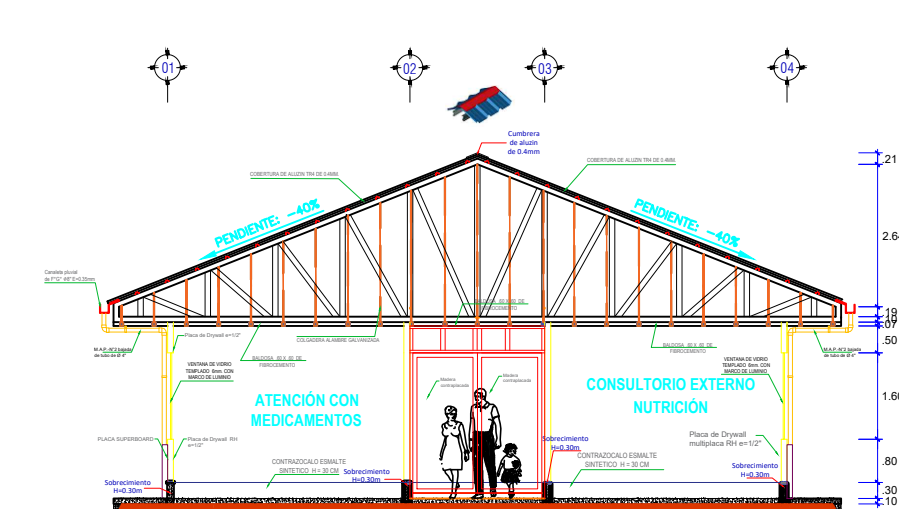 01
02
03
04
Cumbrera
de aluzin
de 0.4mm
COBERTURA DE ALUZIN TR4 DE 0.4MM.
COBERTURA DE ALUZIN TR4 DE 0.4MM.
.21
PENDIENTE: -40%
PENDIENTE: -40%
2.64
Canaleta pluvial
de F°G° #8" E=0.35mm
.19
.10
.07
BALDOSA .60 X .60 DE
FIBROCEMENTO
Placa de Drywall e=1/2"
COLGADERA ALAMBRE GALVANIZADA
.50
M.A.P.-N°2 bajada
de tubo de Ø 4"
BALDOSA .60 X .60 DE
FIBROCEMENTO
BALDOSA .60 X .60 DE
FIBROCEMENTO
M.A.P.-N°2 bajada
de tubo de Ø 4"
VENTANA DE VIDRIO
TEMPLADO 6mm. CON
MARCO DE LUMINIO
VENTANA DE VIDRIO
TEMPLADO 6mm. CON
MARCO DE LUMINIO
Madera
contraplacada
Madera
contraplacada
ATENCIÓN CON
MEDICAMENTOS
CONSULTORIO EXTERNO
NUTRICIÓN
1.60
PLACA SUPERBOARD
Placa de Drywall RH
e=1/2"
Placa de Drywall
multiplaca RH e=1/2"
Sobrecimiento
H=0.30m
CONTRAZOCALO ESMALTE
SINTETICO H = 30 CM
CONTRAZOCALO ESMALTE
SINTETICO H = 30 CM
.80
Sobrecimiento
H=0.30m
Sobrecimiento
H=0.30m
Sobrecimiento
H=0.30m
.30
.10